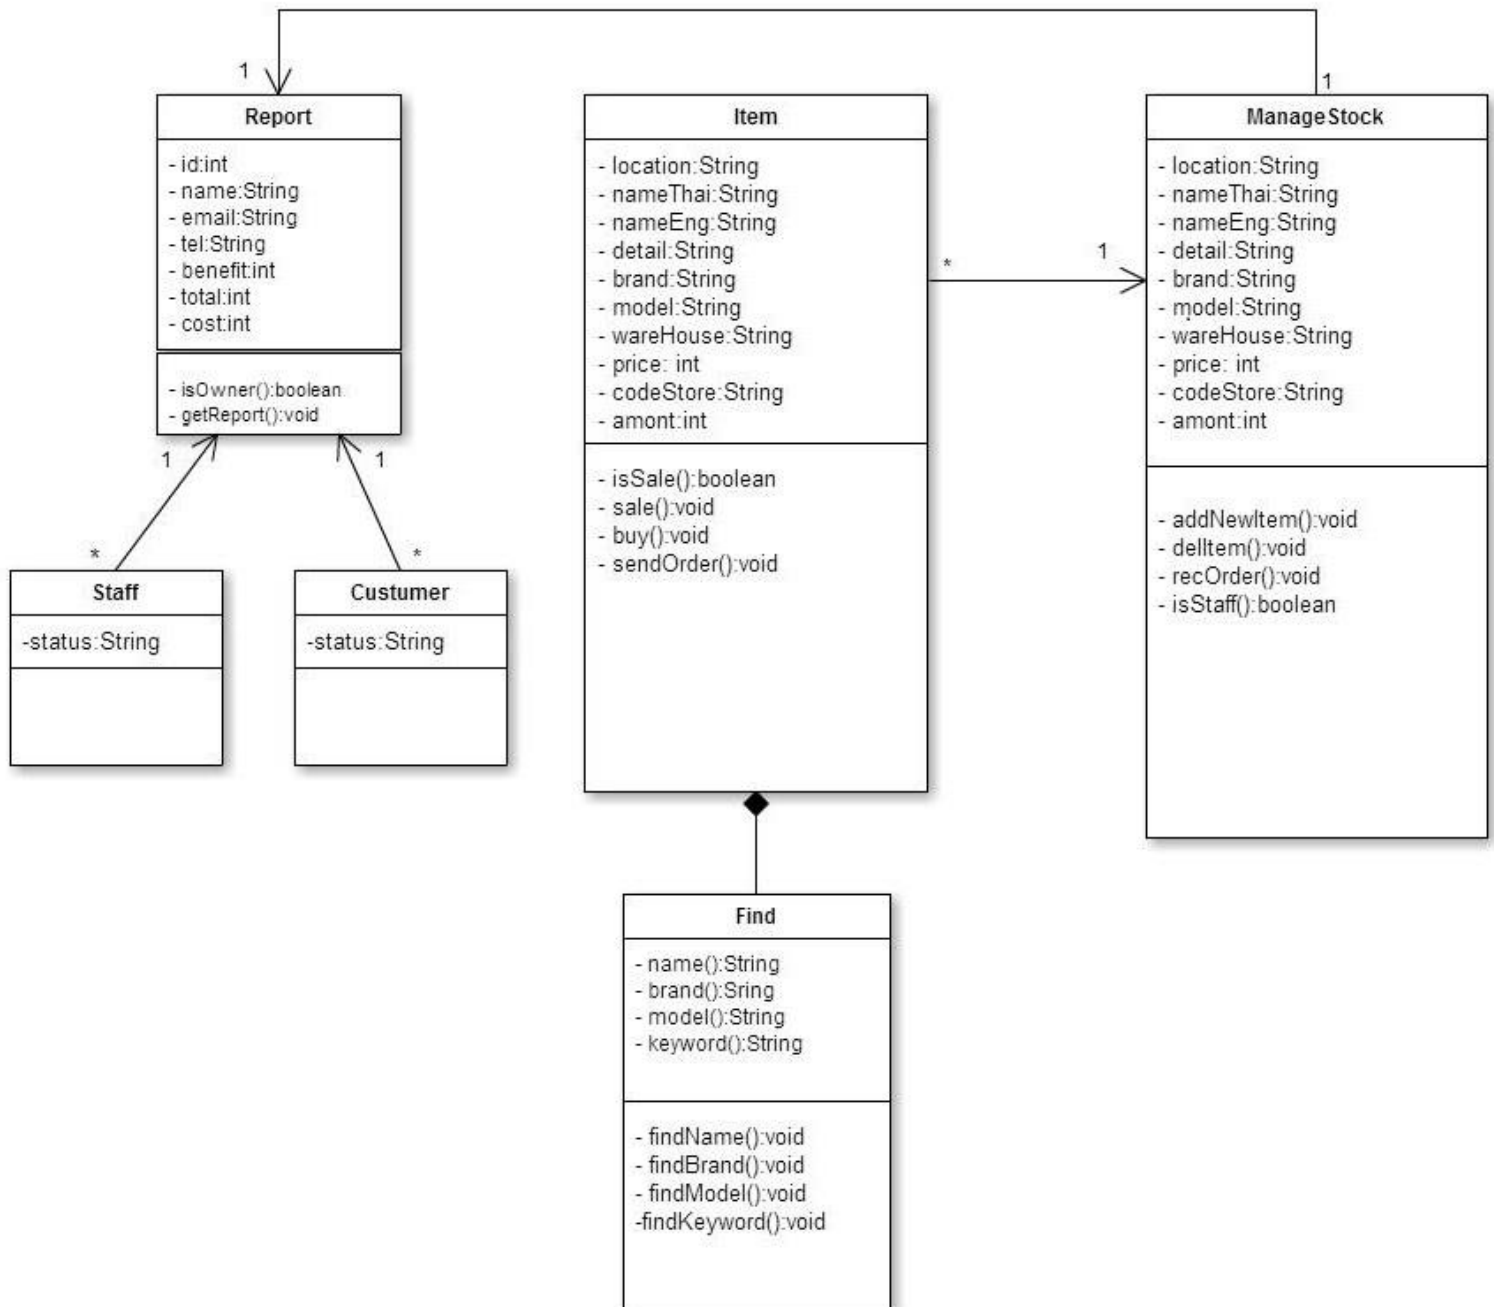 1
1
Report
- id:int
- name:String
- email:String
- tel:String
- benefit:int
- total:int
- cost:int
- isOwner():boolean
- getReport():void
1
1
*
*
Staff
-status:String
Custumer
-status:String
Item
- location:String
- nameThai:String
- nameEng:String
- detail:String
- brand:String
- model:String
- wareHouse:String
- price: int
- codeStore:String
- amont:int
- isSale():boolean
- sale():void
- buy():void
- sendOrder():void
*
1
ManageStock
- location:String
- nameThai:String
- nameEng:String
- detail:String
- brand:String
- model:String
- wareHouse:String
- price: int
- codeStore:String
- amont:int
- addNewItem():void
- delItem():void
- recOrder():void
- isStaff():boolean
Find
- name():String
- brand():Sring
- model():String
- keyword():String
- findName():void
- findBrand():void
- findModel():void
-findKeyword():void